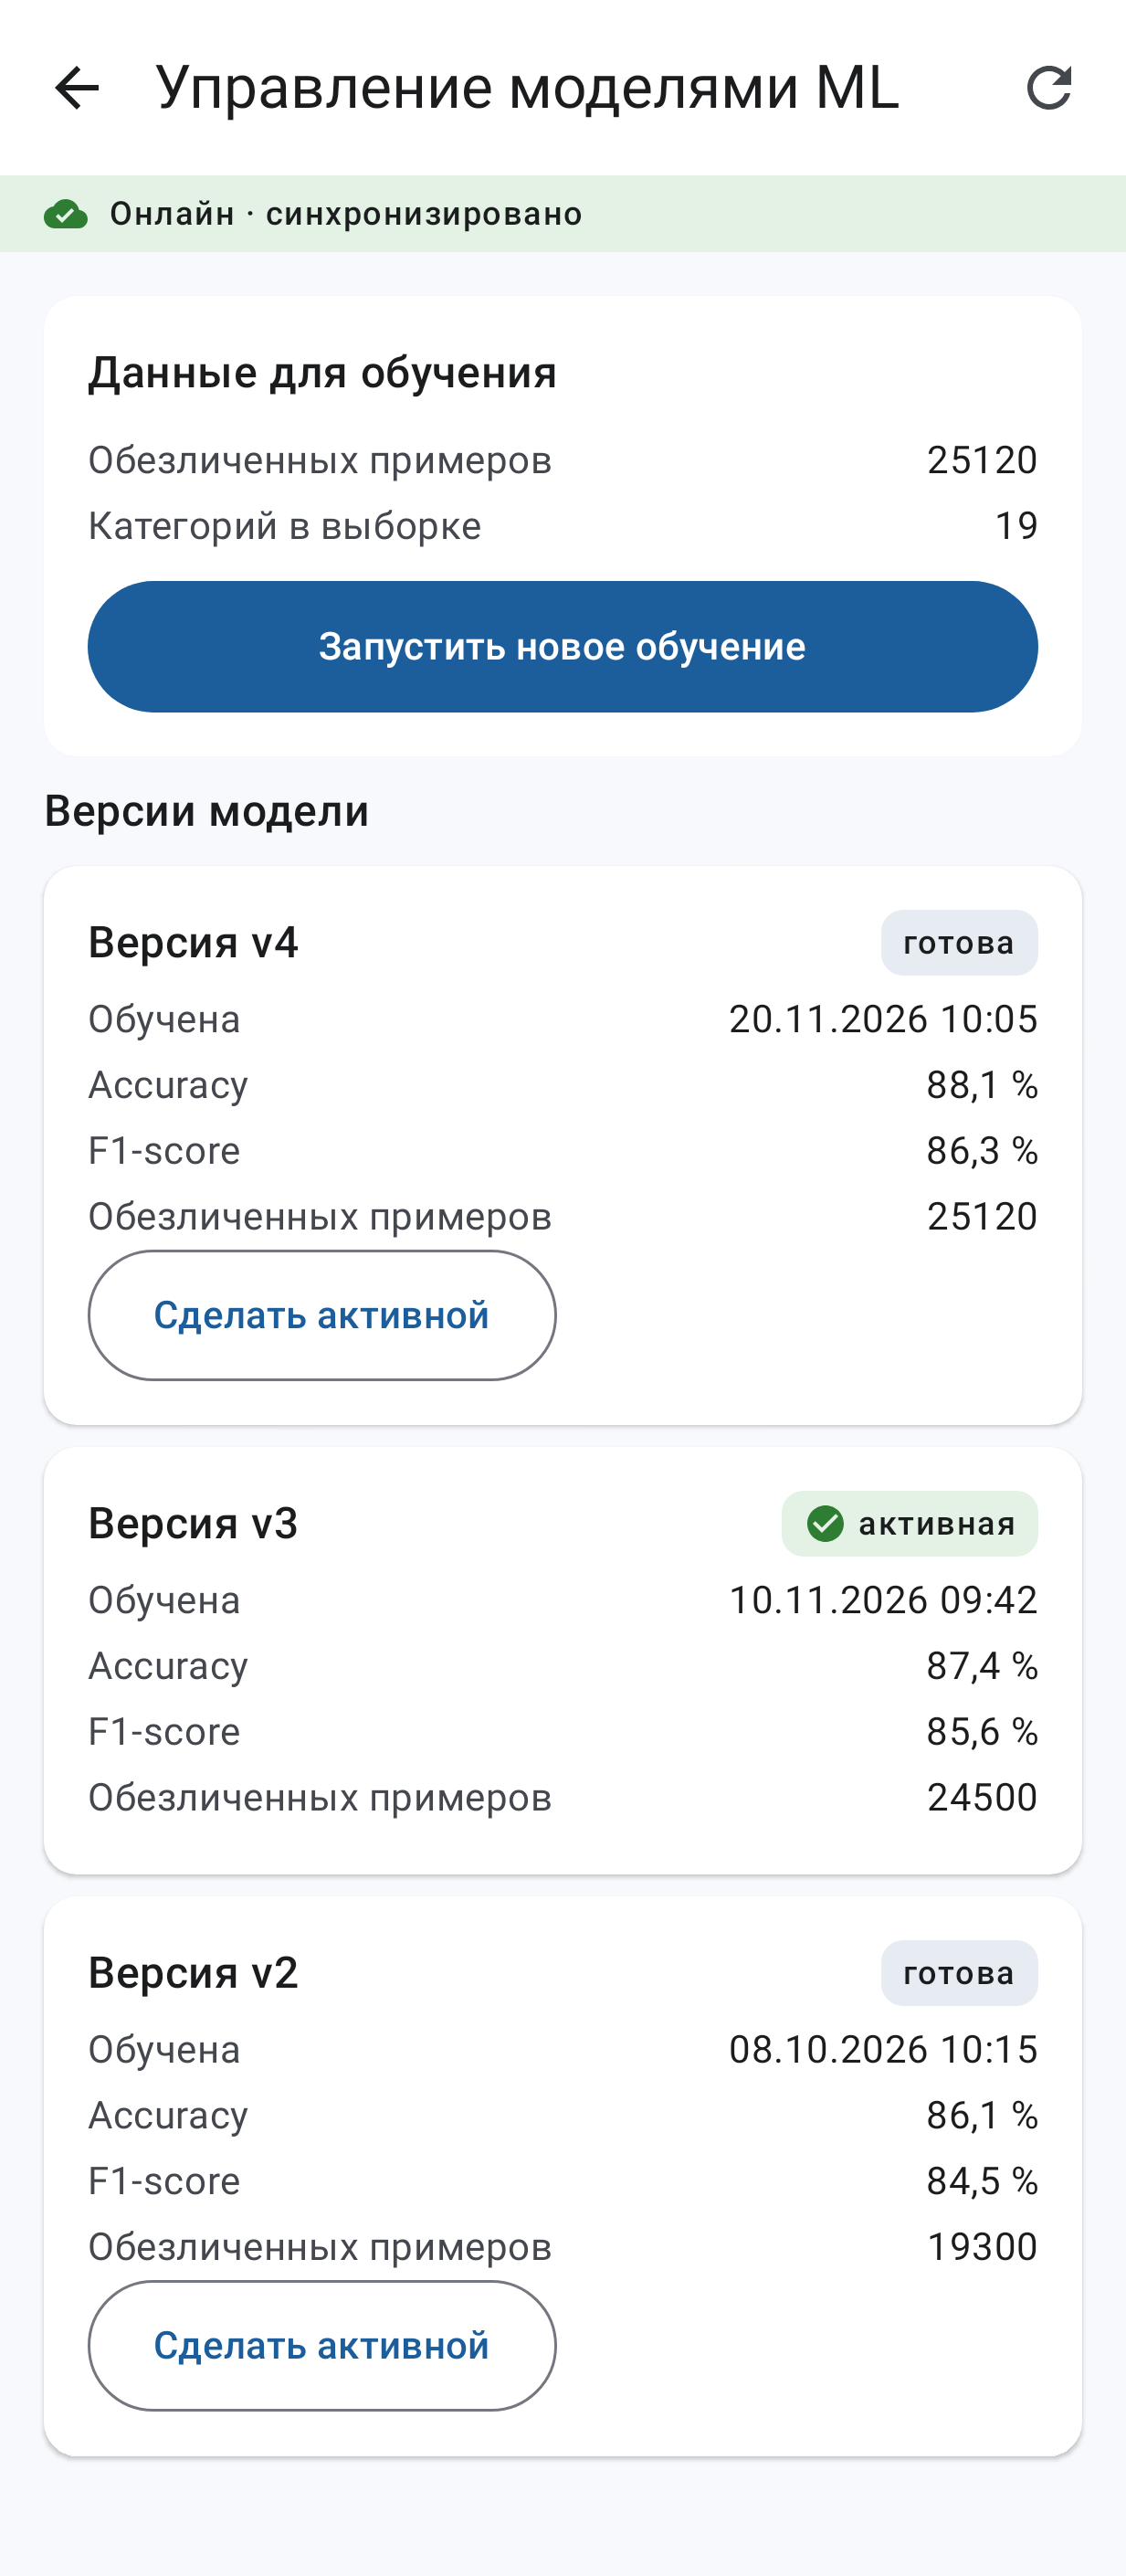 Управление моделями ML
Онлайн · синхронизировано
Данные для обучения
Обезличенных примеров 25120
Категорий в выборке 19
Запустить новое обучение
Версии модели
Версия v4 готова
Обучена 20.11.2026 10:05
Accuracy 88,1 %
F1-score 86,3 %
Обезличенных примеров 25120
Сделать активной
Версия v3 активная
Обучена 10.11.2026 09:42
Accuracy 87,4 %
F1-score 85,6 %
Обезличенных примеров 24500
Версия v2 готова
Обучена 08.10.2026 10:15
Accuracy 86,1 %
F1-score 84,5 %
Обезличенных примеров 19300
Сделать активной